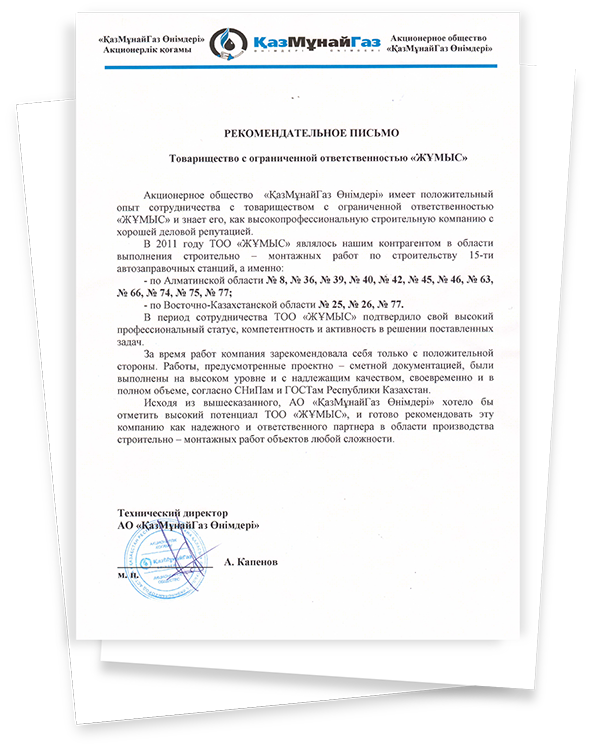 «ҚазМұнайГаз Өнімдері»
Акционерлік қоғамы
ҚазМұнайГаз
ӨНІМДЕРІ ӨНІМДЕРІ
Акционерное общество
«ҚазМұнайГаз Өнімдері»
РЕКОМЕНДАТЕЛЬНОЕ ПИСЬМО
Товарищество с ограниченной ответственностью «ЖҰМЫС»
Акционерное общество «ҚазМұнайГаз Өнімдері» имеет положительный
опыт сотрудничества с товариществом с ограниченной ответственностью
«ЖҰМЫС» и знает его, как высокопрофессиональную строительную компанию с
хорошей деловой репутацией.
В 2011 году ТОО «ЖҰМЫС» являлось нашим контрагентом в области
выполнения строительно – монтажных работ по строительству 15-ти
автозаправочных станций, а именно:
- по Алматинской области № 8, № 36, № 39, № 40, № 42, № 45, № 46, № 63,
№ 66, № 74, № 75, № 77;
- по Восточно-Казахстанской области № 25, № 26, № 77.
В период сотрудничества ТОО «ЖҰМЫС» подтвердило свой высокий
профессиональный статус, компетентность и активность в решении поставленных
задач.
За время работ компания зарекомендовала себя только с положительной
стороны. Работы, предусмотренные проектно – сметной документацией, были
выполнены на высоком уровне и с надлежащим качеством, своевременно и в
полном объеме, согласно СНиПам и ГОСТам Республики Казахстан.
Исходя из вышесказанного, АО «ҚазМұнайГаз Өнімдері» хотело бы
отметить высокий потенциал ТОО «ЖҰМЫС», и готово рекомендовать эту
компанию как надежного и ответственного партнера в области производства
строительно – монтажных работ объектов любой сложности.
Технический директор
АО «ҚазМұнайГаз Өнімдері»
А. Капенов
м. п.